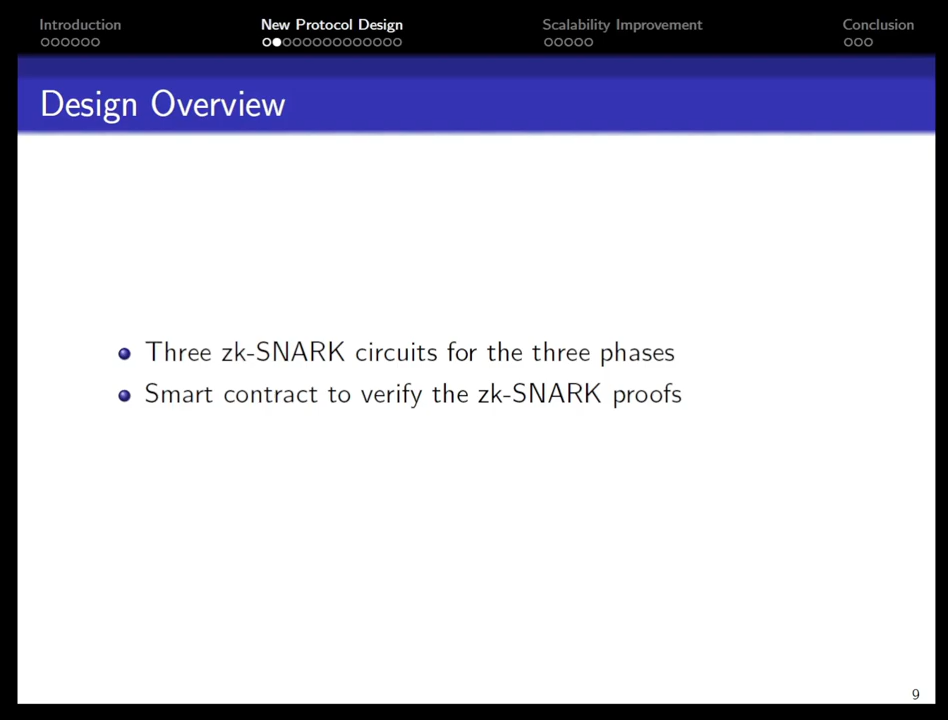 Introduction
New Protocol Design
Scalability Improvement
Conclusion
Design Overview
Three zk-SNARK circuits for the three phases
Smart contract to verify the zk-SNARK proofs
9